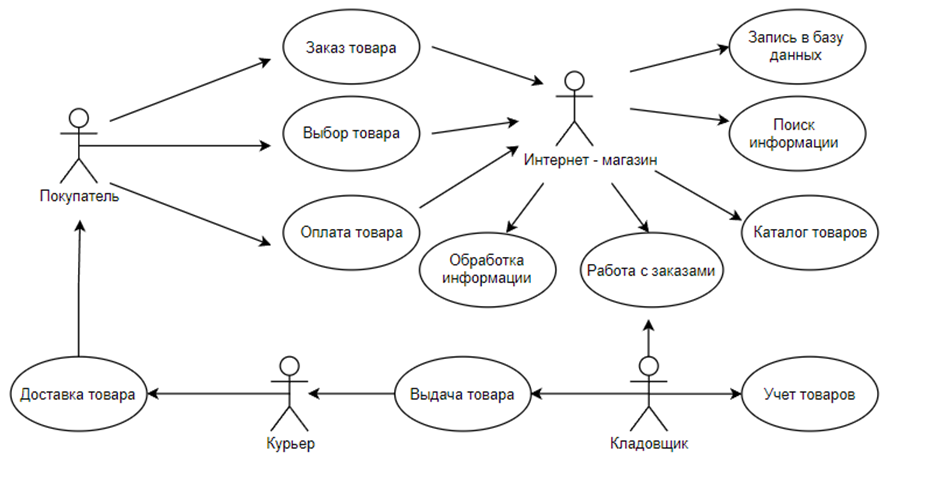 Заказ товара
Запись в базу
данных
Выбор товара
Поиск
информации
Интернет - магазин
Покупатель
Оплата товара
Каталог товаров
Обработка
информации
Работа с заказами
Доставка товара
Выдача товара
Учет товаров
Курьер
Кладовщик